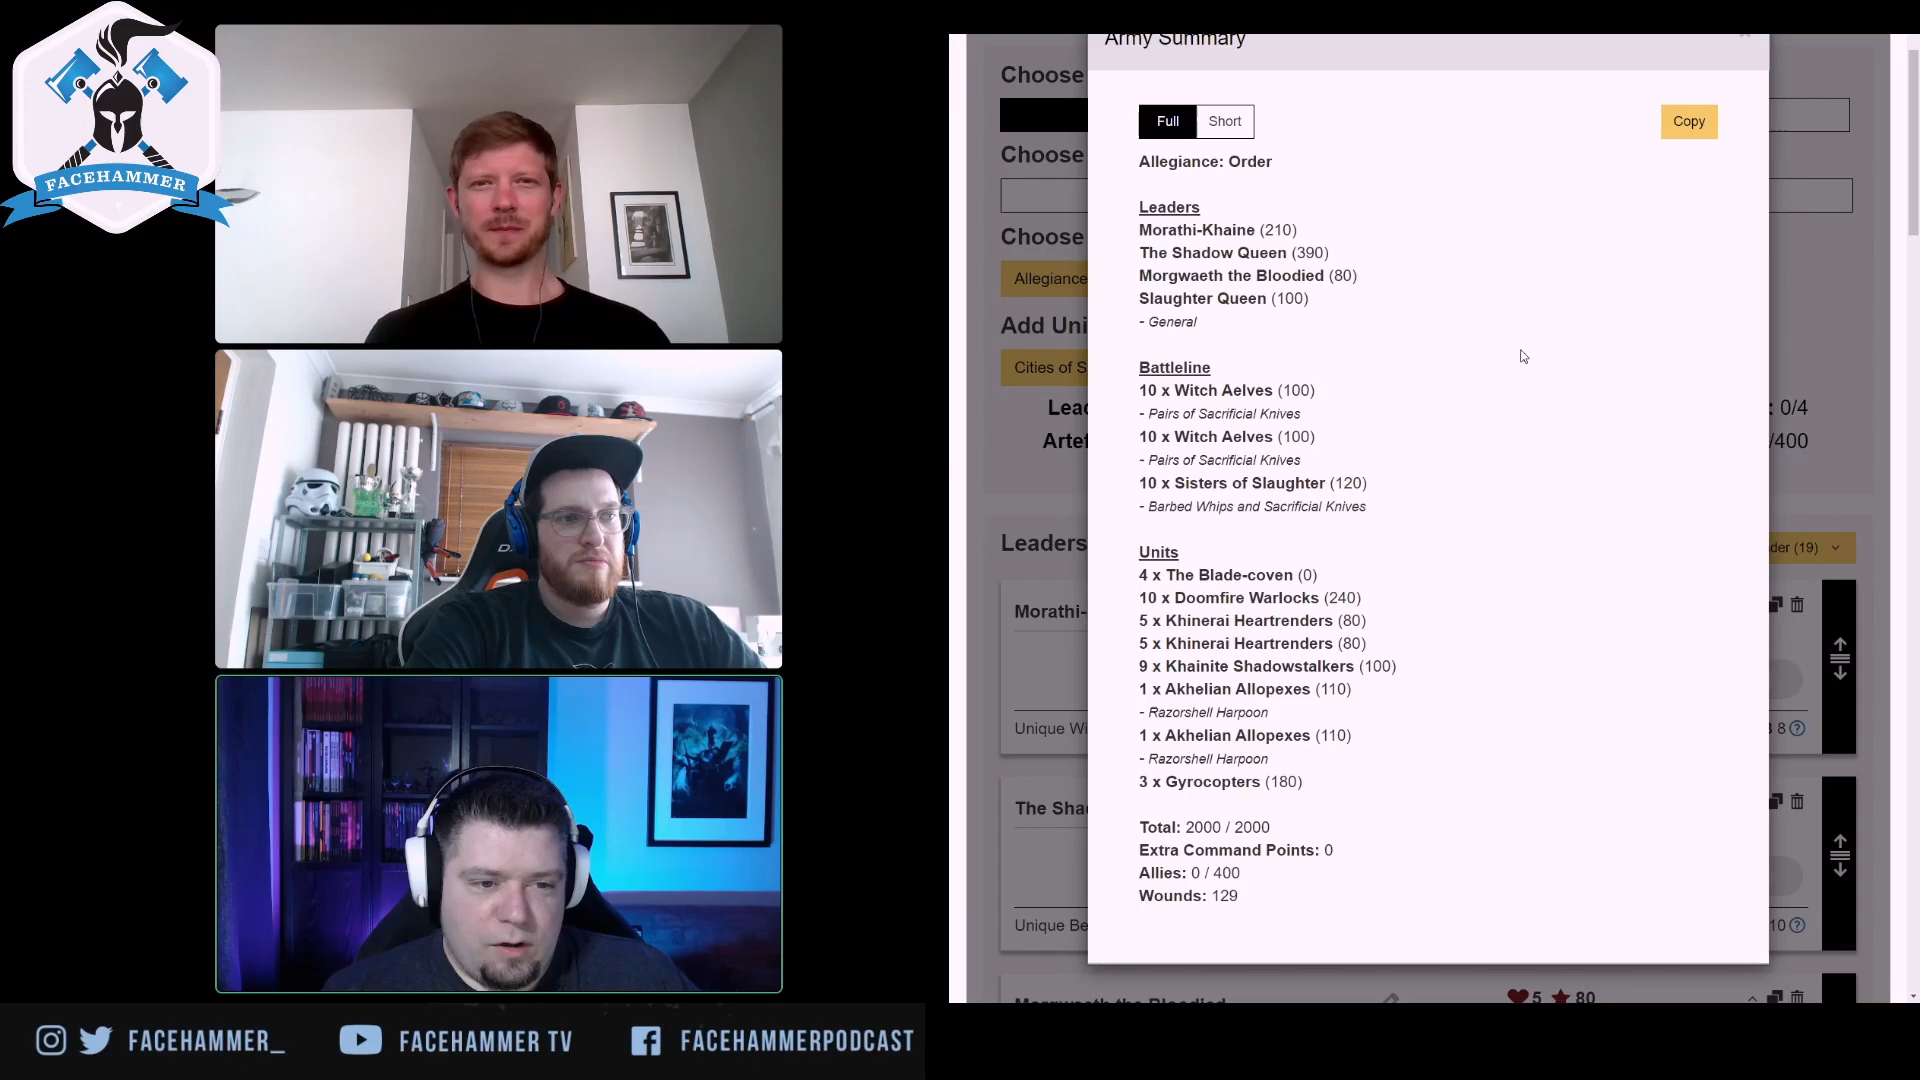 FACEHAMMER
Army Summary
Choose
Full
Short
Copy
Choose
Allegiance: Order
Leaders
Morathi-Khaine (210)
Choose
The Shadow Queen (390)
Allegiance
Morgwaeth the Bloodied (80)
Slaughter Queen (100)
- General
Add Uni
Cities of S
Battleline
10 x Witch Aelves (100)
- Pairs of Sacrificial Knives
10 x Witch Aelves (100)
- Pairs of Sacrificial Knives
10 x Sisters of Slaughter (120)
- Barbed Whips and Sacrificial Knives
Lead
: 0/4
Artef
/400
Leaders
der (19)
Units
4 x The Blade-coven (0)
10 x Doomfire Warlocks (240)
5 x Khinerai Heartrenders (80)
5 x Khinerai Heartrenders (80)
9 x Khainite Shadowstalkers (100)
1 x Akhelian Allopexes (110)
- Razorshell Harpoon
1 x Akhelian Allopexes (110)
- Razorshell Harpoon
3 x Gyrocopters (180)
Morathi-
Unique Wi
8
The Sha
Total: 2000 / 2000
Extra Command Points: 0
Allies: 0 / 400
Wounds: 129
Unique Be
10
Morgwaeth the Bloodied
5
80
FACEHAMMER_
FACEHAMMER TV
FACEHAMMERPODCAST